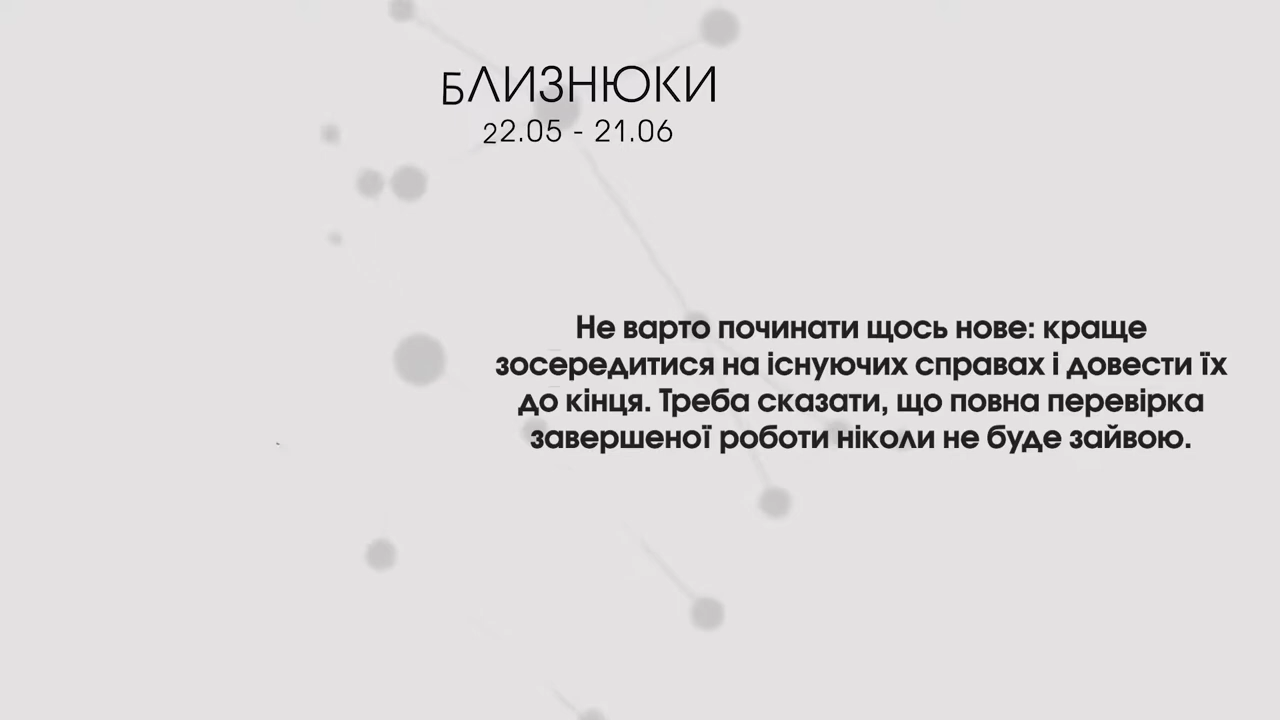 БЛИЗНЮКИ
22.05 - 21.06
Не варто починати щось нове: краще
зосередитися на існуючих справах і довести їх
до кінця. Треба сказати, що повна перевірка
завершеної роботи ніколи не буде зайвою.